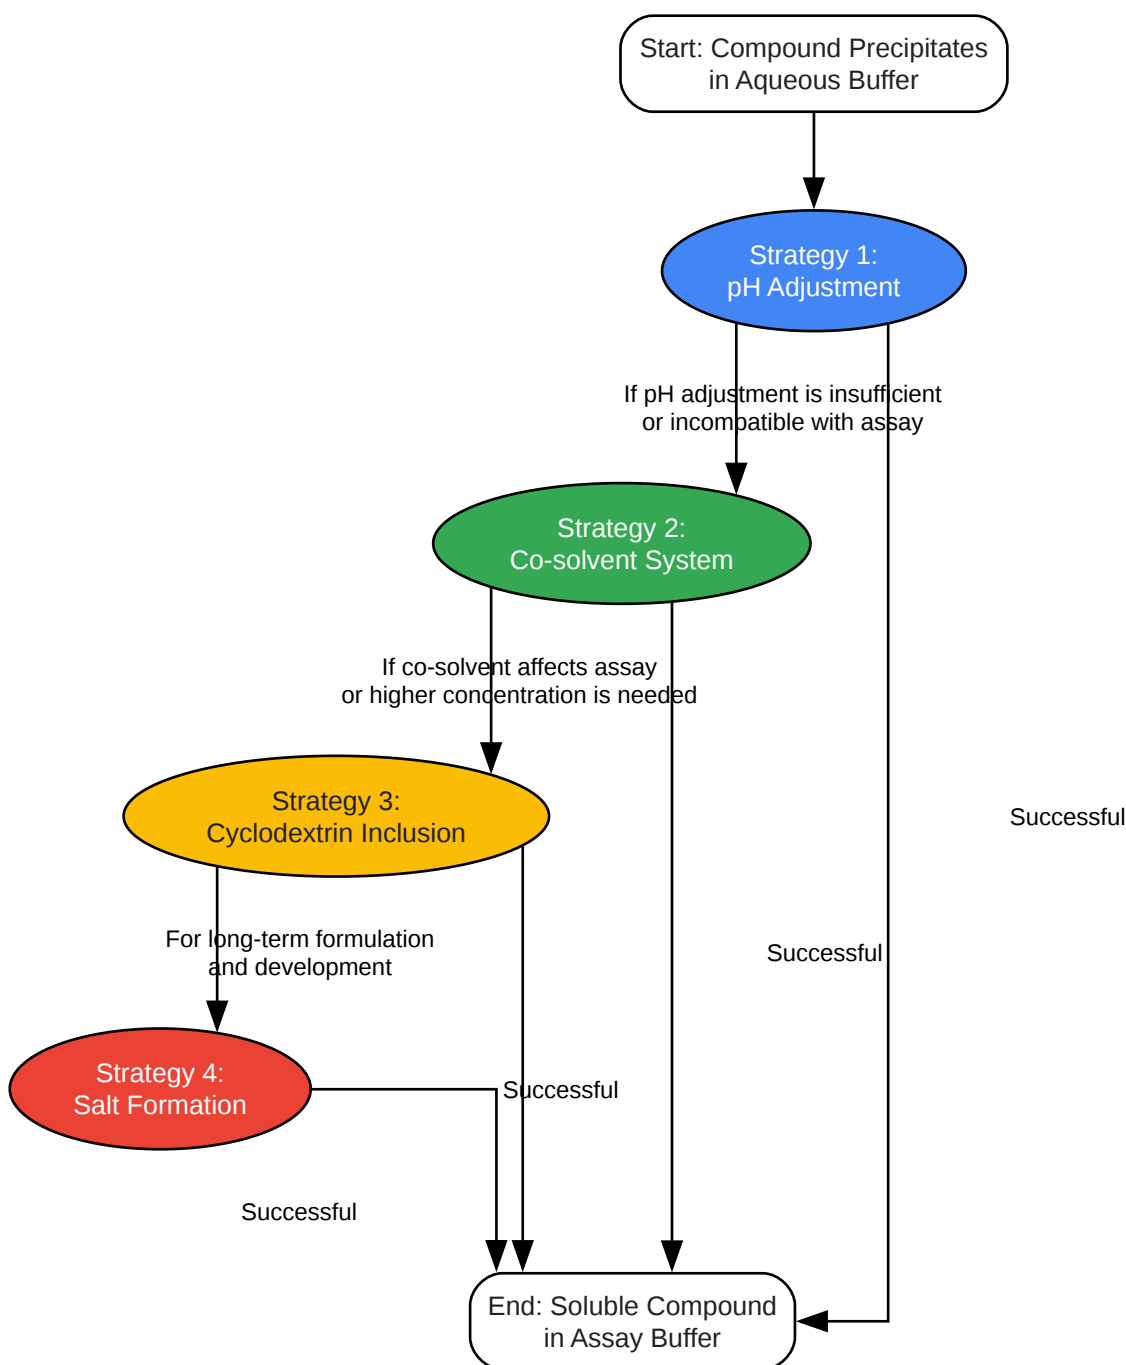 Start: Compound Precipitates
in Aqueous Buffer
Strategy 1:
pH Adjustment
If pH adjustment is insufficient
or incompatible with assay
Strategy 2:
Co-solvent System
If co-solvent affects assay
or higher concentration is needed
Strategy 3:
Cyclodextrin Inclusion
Successful
For long-term formulation
and development
Successful
Strategy 4:
Salt Formation
Successful
Successful
End: Soluble Compound
in Assay Buffer